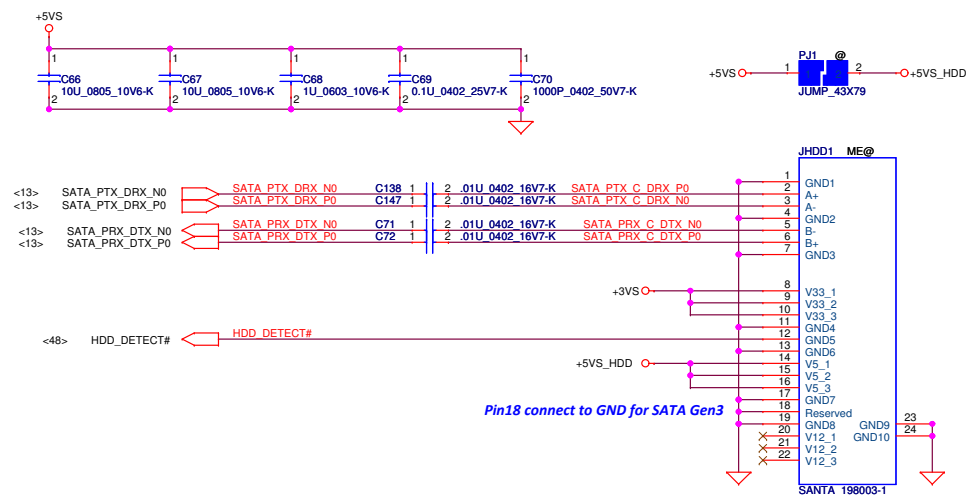 +5VS
1 1 1 1 1
C66 C67 C68 C69 C70
10U_0805_10V6-K 10U_0805_10V6-K 1U_0603_10V6-K 0.1U_0402_25V7-K 1000P_0402_50V7-K
2 2 2 2 2
PJ1 @
+5VS 1 1 2 2 +5VS_HDD
JUMP_43X79
JHDD1 ME@
1 GND1
<13> SATA_PTX_DRX_N0 SATA_PTX_DRX_N0 C138 1 2 .01U_0402_16V7-K SATA_PTX_C_DRX_P0 2 A+
<13> SATA_PTX_DRX_P0 SATA_PTX_DRX_P0 C147 1 2 .01U_0402_16V7-K SATA_PTX_C_DRX_N0 3 A-
4 GND2
<13> SATA_PRX_DTX_N0 SATA_PRX_DTX_N0 C71 1 2 .01U_0402_16V7-K SATA_PRX_C_DTX_N0 5 B-
<13> SATA_PRX_DTX_P0 SATA_PRX_DTX_P0 C72 1 2 .01U_0402_16V7-K SATA_PRX_C_DTX_P0 6 B+
7 GND3
+3VS 8 V33_1
9 V33_2
10 V33_3
11 GND4
<48> HDD_DETECT# HDD_DETECT# 12 GND5
13 GND6
+5VS_HDD 14 V5_1
15 V5_2
16 V5_3
17 GND7
Pin18 connect to GND for SATA Gen3 18 Reserved
19 GND8 GND9 23
20 V12_1 GND10 24
21 V12_2
22 V12_3
SANTA_198003-1